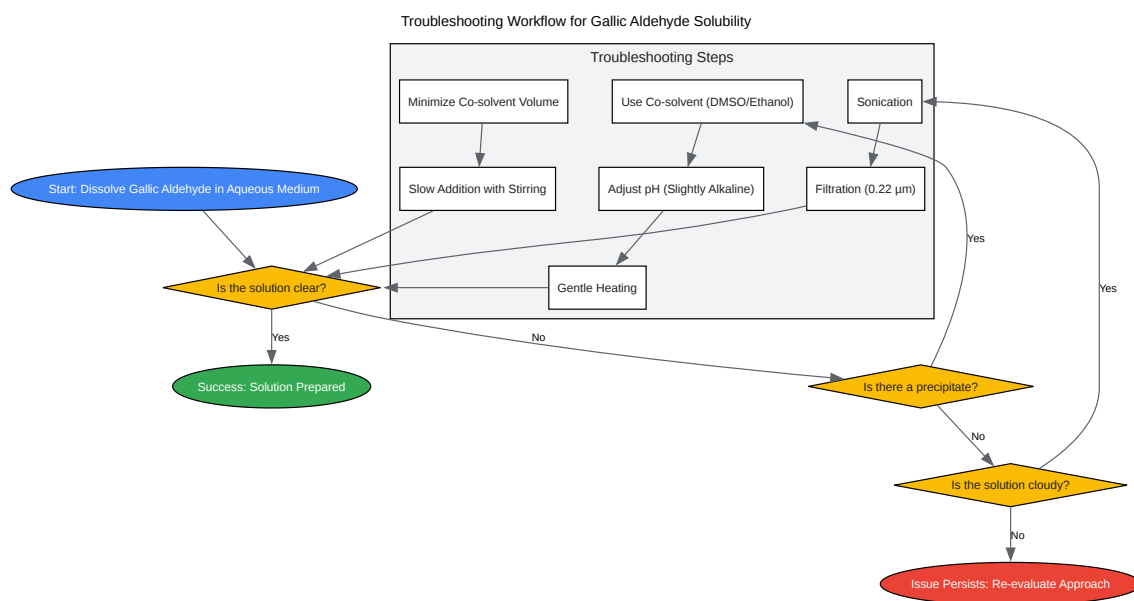 Troubleshooting Workflow for Gallic Aldehyde Solubility
Troubleshooting Steps
Minimize Co-solvent Volume
Use Co-solvent (DMSO/Ethanol)
Sonication
Start: Dissolve Gallic Aldehyde in Aqueous Medium
Slow Addition with Stirring
Adjust pH (Slightly Alkaline)
Filtration (0.22 µm)
Yes
Is the solution clear?
Gentle Heating
Yes
Yes
No
Success: Solution Prepared
Is there a precipitate?
No
Is the solution cloudy?
No
Issue Persists: Re-evaluate Approach